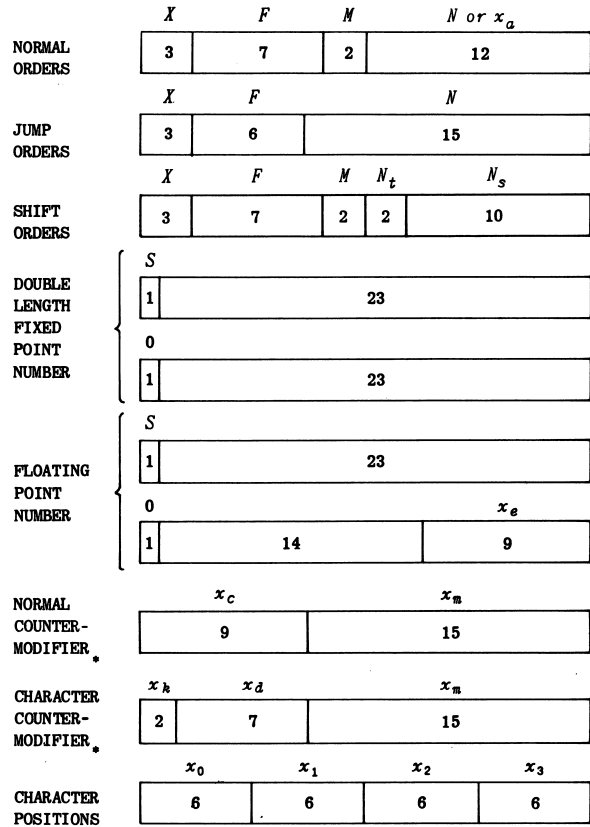 X F M N or x_a
NORMAL ORDERS 3 7 2 12
X F N
JUMP ORDERS 3 6 15
X F M N_t N_s
SHIFT ORDERS 3 7 2 2 10
S
DOUBLE LENGTH FIXED POINT NUMBER 1 23
0
1 23
S
FLOATING POINT NUMBER 1 23
0 x_e
1 14 9
x_c x_m
NORMAL COUNTER-MODIFIER * 9 15
x_k x_d x_m
CHARACTER COUNTER-MODIFIER * 2 7 15
x_0 x_1 x_2 x_3
CHARACTER POSITIONS 6 6 6 6